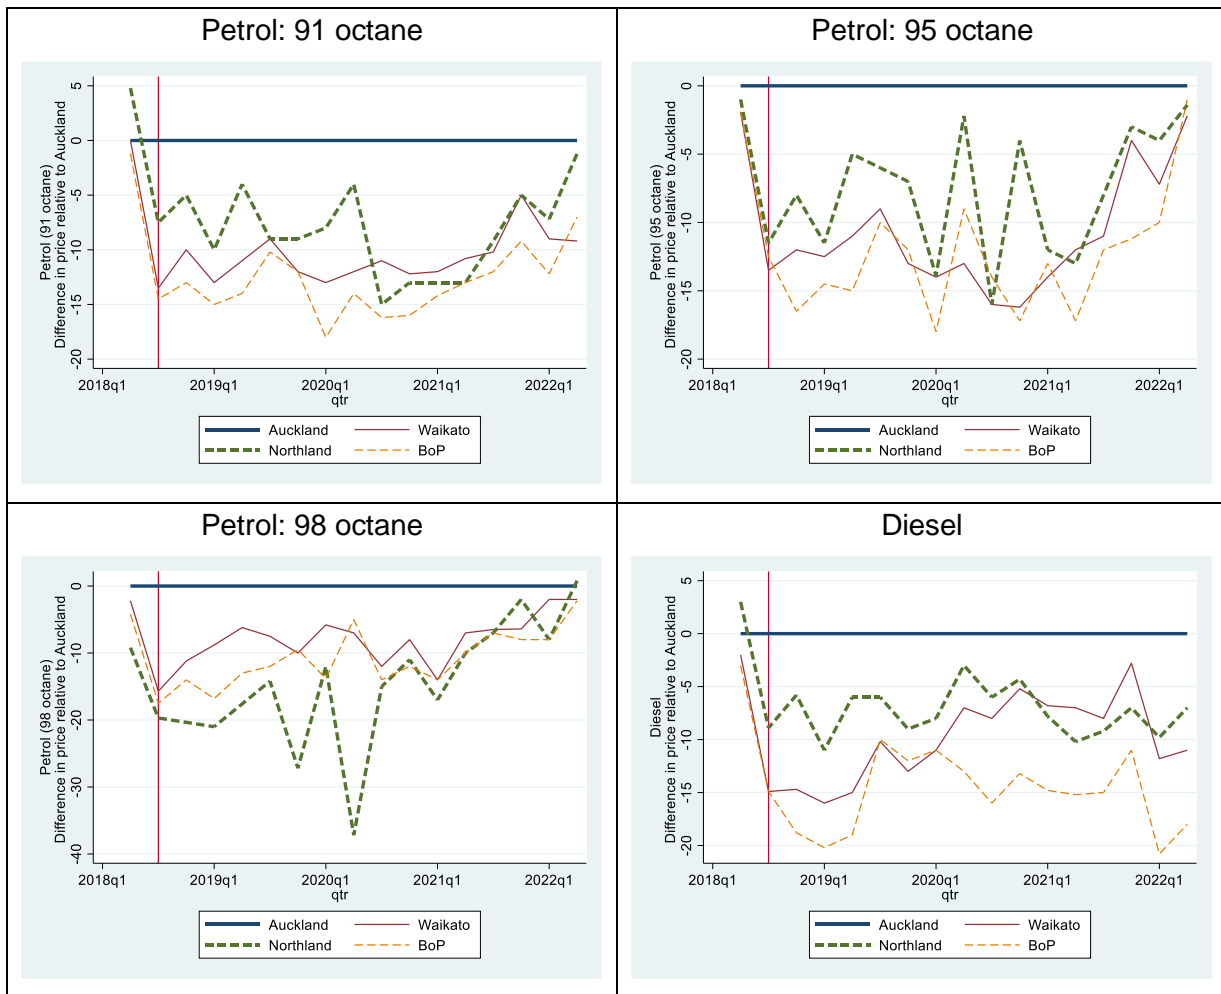 Petrol: 91 octane
Petrol (91 octane)
Difference in price relative to Auckland
5
0
-5
-10
-15
-20
2018q1 2019q1 2020q1 2021q1 2022q1
qtr
Auckland Waikato
Northland BoP
Petrol: 95 octane
Petrol (95 octane)
Difference in price relative to Auckland
0
-5
-10
-15
-20
2018q1 2019q1 2020q1 2021q1 2022q1
qtr
Auckland Waikato
Northland BoP
Petrol: 98 octane
Petrol (98 octane)
Difference in price relative to Auckland
0
-10
-20
-30
-40
2018q1 2019q1 2020q1 2021q1 2022q1
qtr
Auckland Waikato
Northland BoP
Diesel
Diesel
Difference in price relative to Auckland
5
0
-5
-10
-15
-20
2018q1 2019q1 2020q1 2021q1 2022q1
qtr
Auckland Waikato
Northland BoP